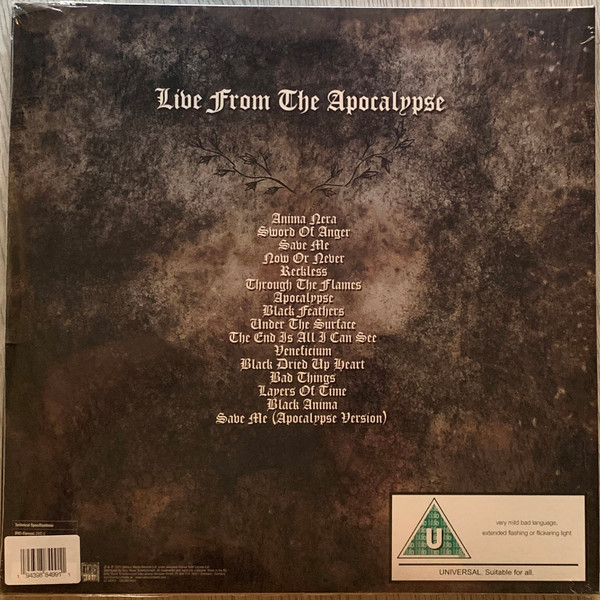 Live From The Apocalypse
Anima Nera
Sword Of Anger
Save Me
Now Or Never
Reckless
Through The Flames
Apocalypse
Black Feathers
Under The Surface
The End Is All I Can See
Veneficium
Black Dried Up Heart
Bad Things
Layers Of Time
Black Anima
Save Me (Apocalypse Version)
Technical Specifications
U
very mild bad language,
extended flashing or flickering light
UNIVERSAL. Suitable for all.